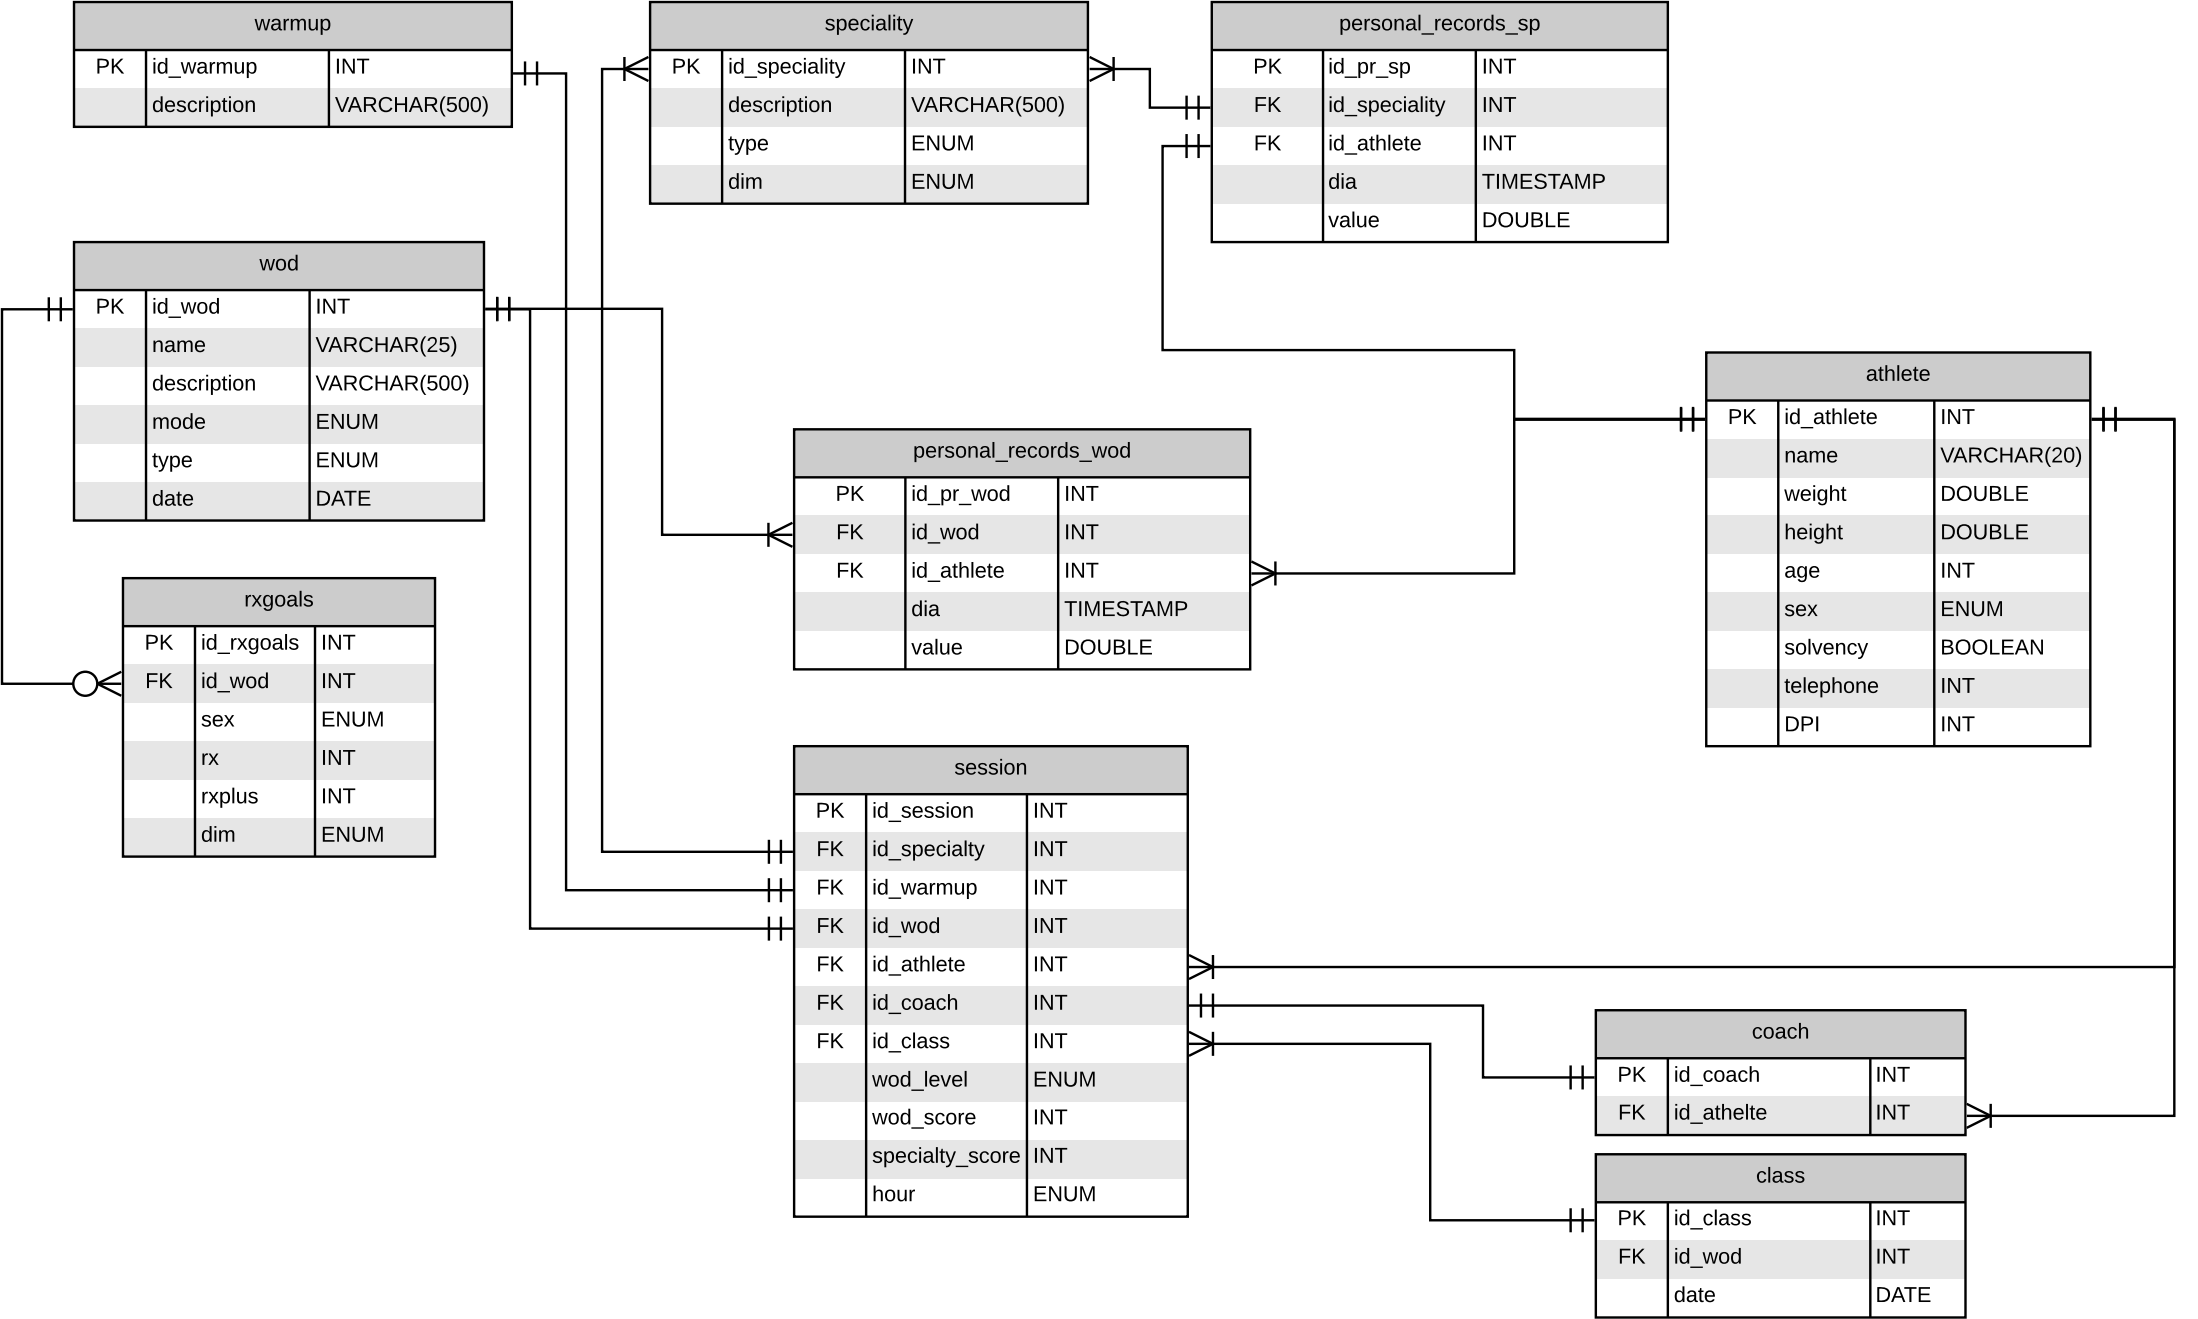 warmup
PK id_warmup INT
description VARCHAR(500)
speciality
PK id_speciality INT
description VARCHAR(500)
type ENUM
dim ENUM
personal_records_sp
PK id_pr_sp INT
FK id_speciality INT
FK id_athlete INT
dia TIMESTAMP
value DOUBLE
wod
PK id_wod INT
name VARCHAR(25)
description VARCHAR(500)
mode ENUM
type ENUM
date DATE
athlete
PK id_athlete INT
name VARCHAR(20)
weight DOUBLE
height DOUBLE
age INT
sex ENUM
solvency BOOLEAN
telephone INT
DPI INT
personal_records_wod
PK id_pr_wod INT
FK id_wod INT
FK id_athlete INT
dia TIMESTAMP
value DOUBLE
rxgoals
PK id_rxgoals INT
FK id_wod INT
sex ENUM
rx INT
rxplus INT
dim ENUM
session
PK id_session INT
FK id_specialty INT
FK id_warmup INT
FK id_wod INT
FK id_athlete INT
FK id_coach INT
FK id_class INT
wod_level ENUM
wod_score INT
specialty_score INT
hour ENUM
coach
PK id_coach INT
FK id_athelte INT
class
PK id_class INT
FK id_wod INT
date DATE